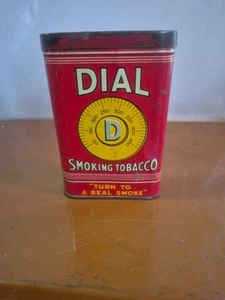 DIAL
D
SMOKING TOBACCO
"TURN TO
A REAL SMOKE"